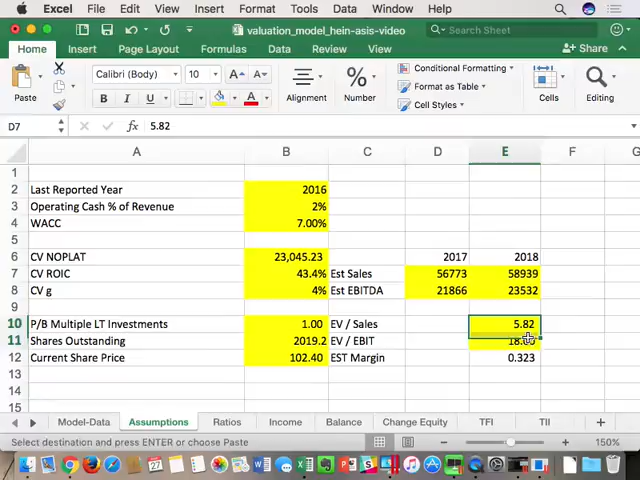 Excel File Edit View Insert Format Tools Data Window Help
valuation_model_hein-asis-video
Search Sheet
Home Insert Page Layout Formulas Data Review View Share
Paste
Calibri (Body) 10
B I U
Alignment
Number
Conditional Formatting
Format as Table
Cell Styles
Cells
Editing
D7 fx 5.82
A B C D E F G
1
2 Last Reported Year 2016
3 Operating Cash % of Revenue 2%
4 WACC 7.00%
5
6 CV NOPLAT 23,045.23 2017 2018
7 CV ROIC 43.4% Est Sales 56773 58939
8 CV g 4% Est EBITDA 21866 23532
9
10 P/B Multiple LT Investments 1.00 EV / Sales 5.82
11 Shares Outstanding 2019.2 EV / EBIT
12 Current Share Price 102.40 EST Margin 0.323
13
14
15
Model-Data Assumptions Ratios Income Balance Change Equity TFI TII
Select destination and press ENTER or choose Paste 150%